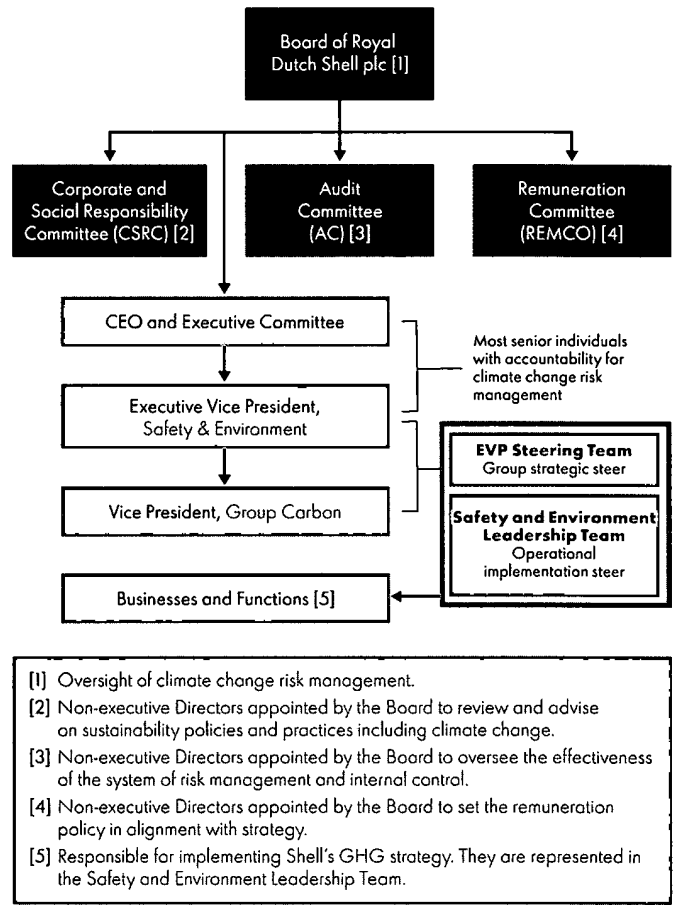 Board of Royal
Dutch Shell plc [1]
Corporate and
Social Responsibility
Committee (CSRC) [2]
Audit
Committee
(AC) [3]
Remuneration
Committee
(REMCO) [4]
CEO and Executive Committee
Most senior individuals
with accountability for
climate change risk
management
Executive Vice President,
Safety & Environment
EVP Steering Team
Group strategic steer
Vice President, Group Carbon
Safety and Environment
Leadership Team
Operational
implementation steer
Businesses and Functions [5]
[1] Oversight of climate change risk management.
[2] Non-executive Directors appointed by the Board to review and advise
on sustainability policies and practices including climate change.
[3] Non-executive Directors appointed by the Board to oversee the effectiveness
of the system of risk management and internal control.
[4] Non-executive Directors appointed by the Board to set the remuneration
policy in alignment with strategy.
[5] Responsible for implementing Shell's GHG strategy. They are represented in
the Safety and Environment Leadership Team.